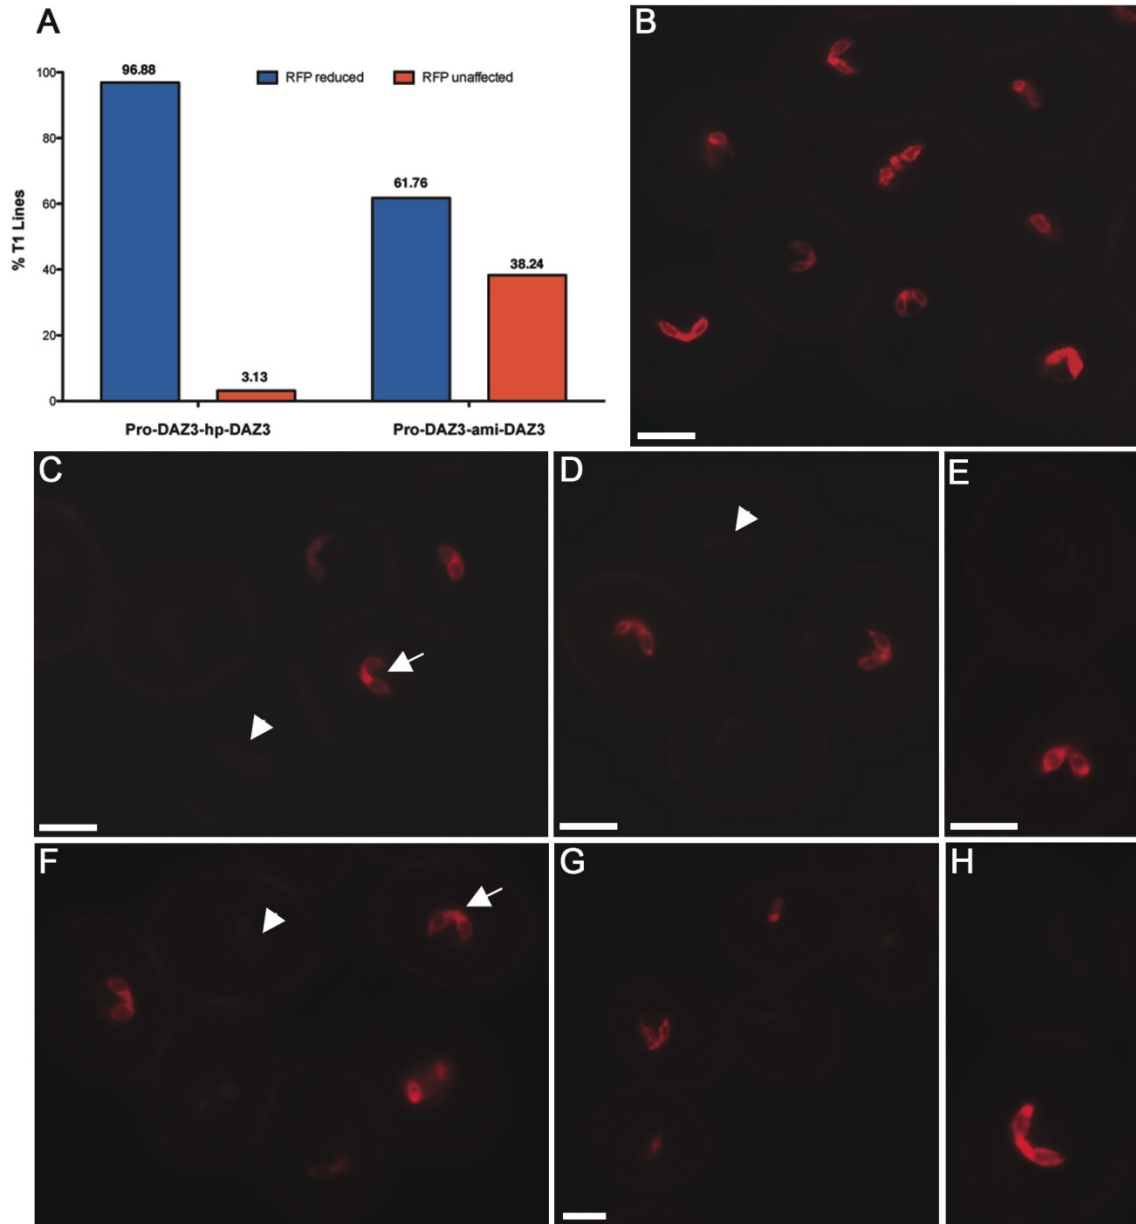 A
B
96.88
RFP reduced
RFP unaffected
100
80
60
40
20
0
% T1 Lines
61.76
38.24
3.13
Pro-DAZ3-hp-DAZ3
Pro-DAZ3-ami-DAZ3
C
D
E
F
G
H